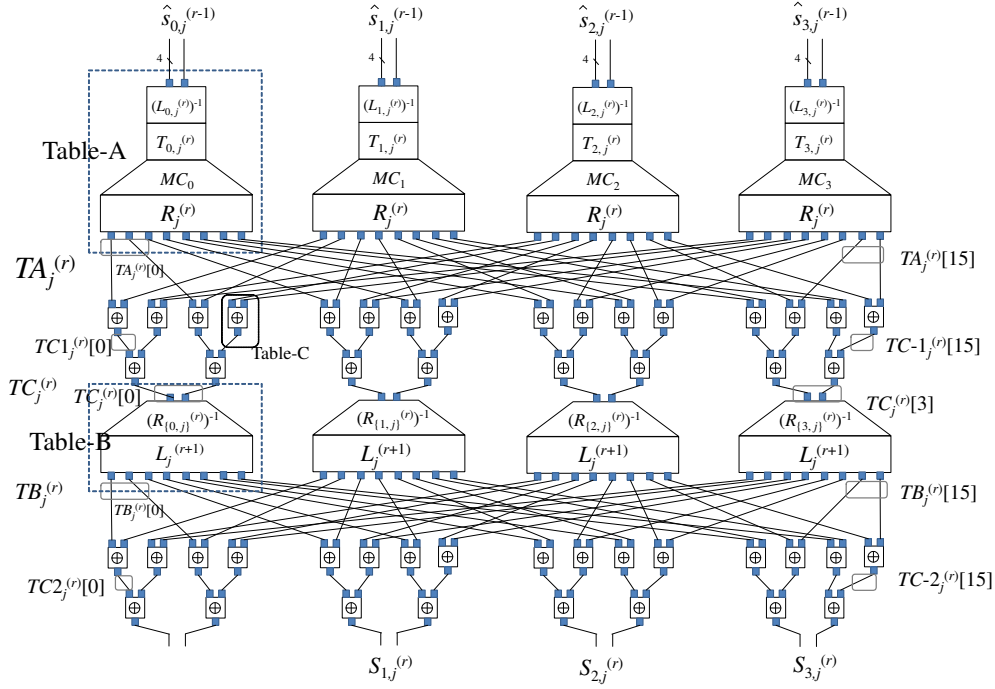 ŝ₀,ⱼ⁽ʳ⁻¹⁾ ŝ₁,ⱼ⁽ʳ⁻¹⁾ ŝ₂,ⱼ⁽ʳ⁻¹⁾ ŝ₃,ⱼ⁽ʳ⁻¹⁾
4 4 4 4
(L₀,ⱼ⁽ʳ⁾)⁻¹ (L₁,ⱼ⁽ʳ⁾)⁻¹ (L₂,ⱼ⁽ʳ⁾)⁻¹ (L₃,ⱼ⁽ʳ⁾)⁻¹
Table-A T₀,ⱼ⁽ʳ⁾ T₁,ⱼ⁽ʳ⁾ T₂,ⱼ⁽ʳ⁾ T₃,ⱼ⁽ʳ⁾
MC₀ MC₁ MC₂ MC₃
Rⱼ⁽ʳ⁾ Rⱼ⁽ʳ⁾ Rⱼ⁽ʳ⁾ Rⱼ⁽ʳ⁾
TAⱼ⁽ʳ⁾ TAⱼ⁽ʳ⁾[0] TAⱼ⁽ʳ⁾[15]
⊕ ⊕ ⊕ ⊕ ⊕ ⊕ ⊕ ⊕ ⊕ ⊕ ⊕ ⊕ ⊕ ⊕ ⊕ ⊕
TC1ⱼ⁽ʳ⁾[0] Table-C TC-1ⱼ⁽ʳ⁾[15]
⊕ ⊕ ⊕ ⊕ ⊕ ⊕ ⊕ ⊕
TCⱼ⁽ʳ⁾ TCⱼ⁽ʳ⁾[0] TCⱼ⁽ʳ⁾[3]
(R{0,j}⁽ʳ⁾)⁻¹ (R{1,j}⁽ʳ⁾)⁻¹ (R{2,j}⁽ʳ⁾)⁻¹ (R{3,j}⁽ʳ⁾)⁻¹
Table-B Lⱼ⁽ʳ⁺¹⁾ Lⱼ⁽ʳ⁺¹⁾ Lⱼ⁽ʳ⁺¹⁾ Lⱼ⁽ʳ⁺¹⁾
TBⱼ⁽ʳ⁾ TBⱼ⁽ʳ⁾[0] TBⱼ⁽ʳ⁾[15]
⊕ ⊕ ⊕ ⊕ ⊕ ⊕ ⊕ ⊕ ⊕ ⊕ ⊕ ⊕ ⊕ ⊕ ⊕ ⊕
TC2ⱼ⁽ʳ⁾[0] TC-2ⱼ⁽ʳ⁾[15]
⊕ ⊕ ⊕ ⊕ ⊕ ⊕ ⊕ ⊕
S₁,ⱼ⁽ʳ⁾ S₂,ⱼ⁽ʳ⁾ S₃,ⱼ⁽ʳ⁾